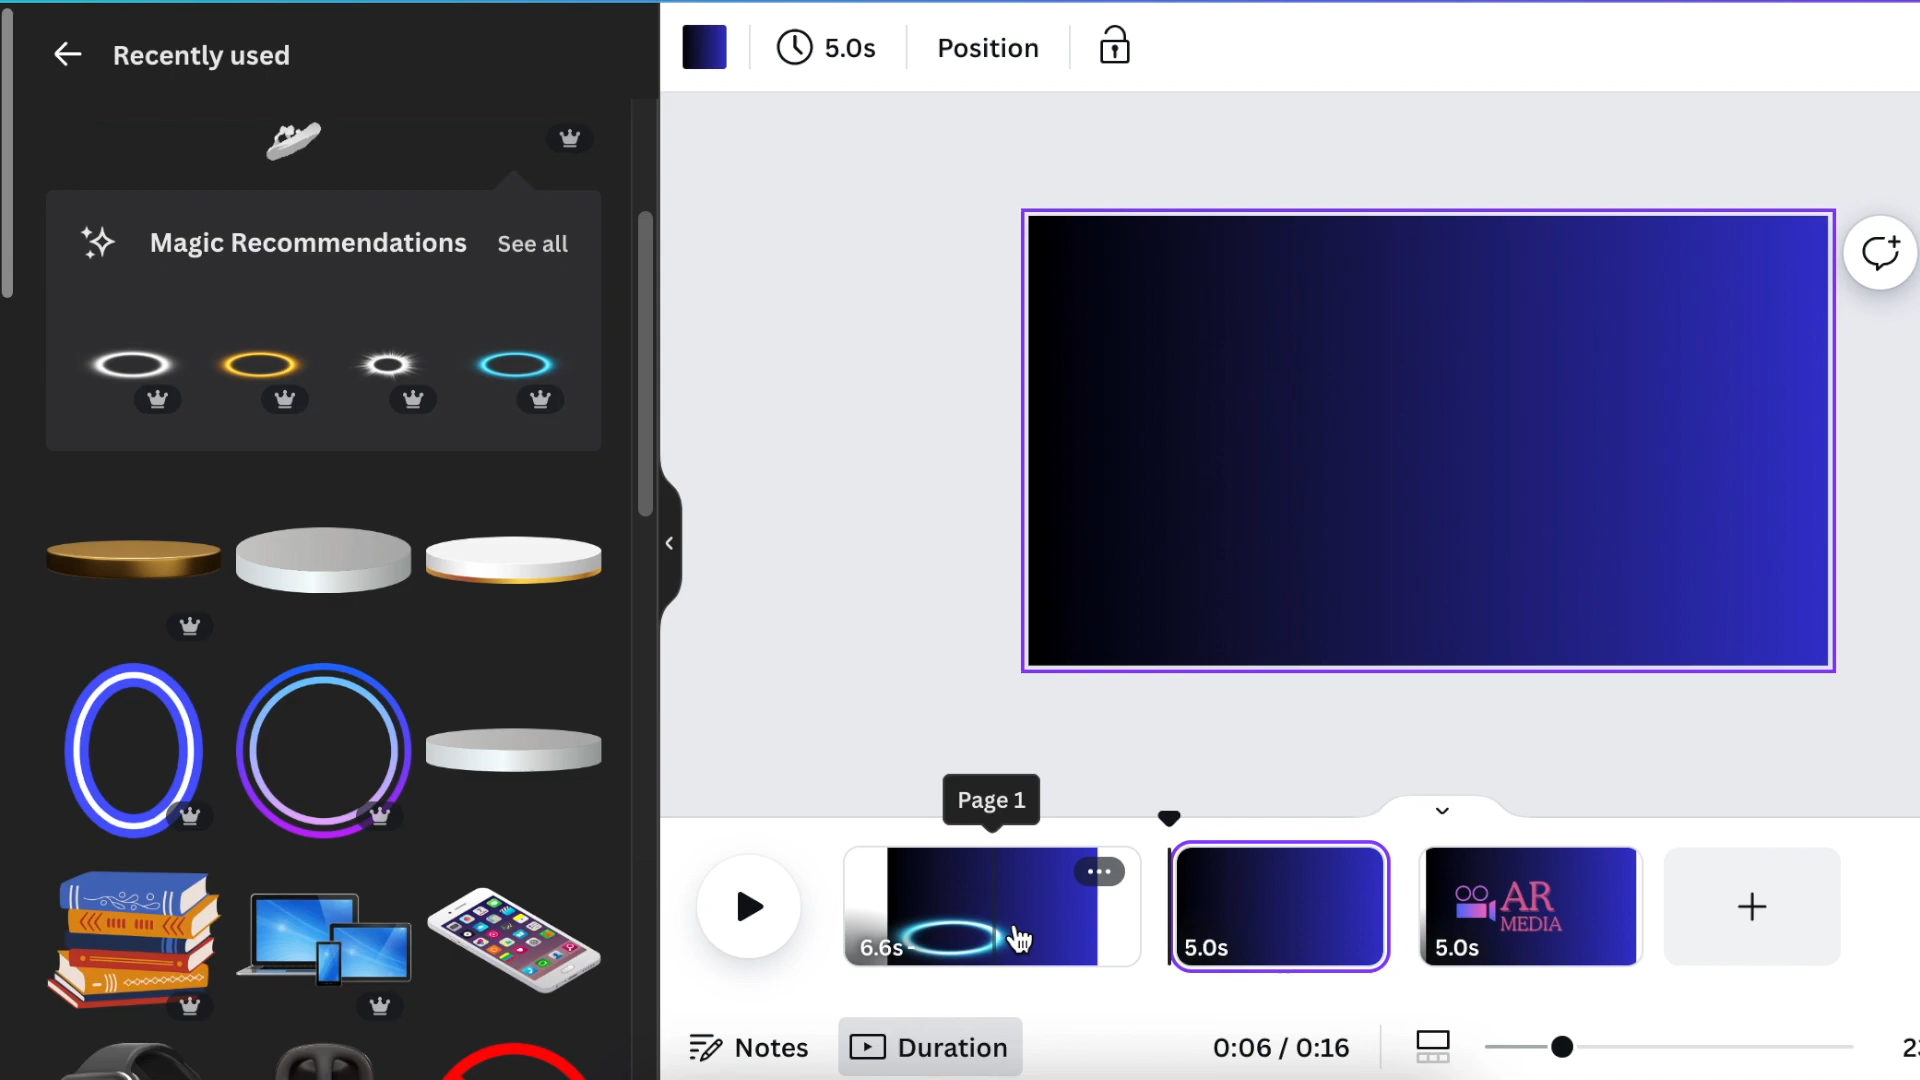 Recently used
Magic Recommendations
See all
5.0s
Position
Page 1
6.6s
5.0s
AR
MEDIA
5.0s
Notes
Duration
0:06 / 0:16